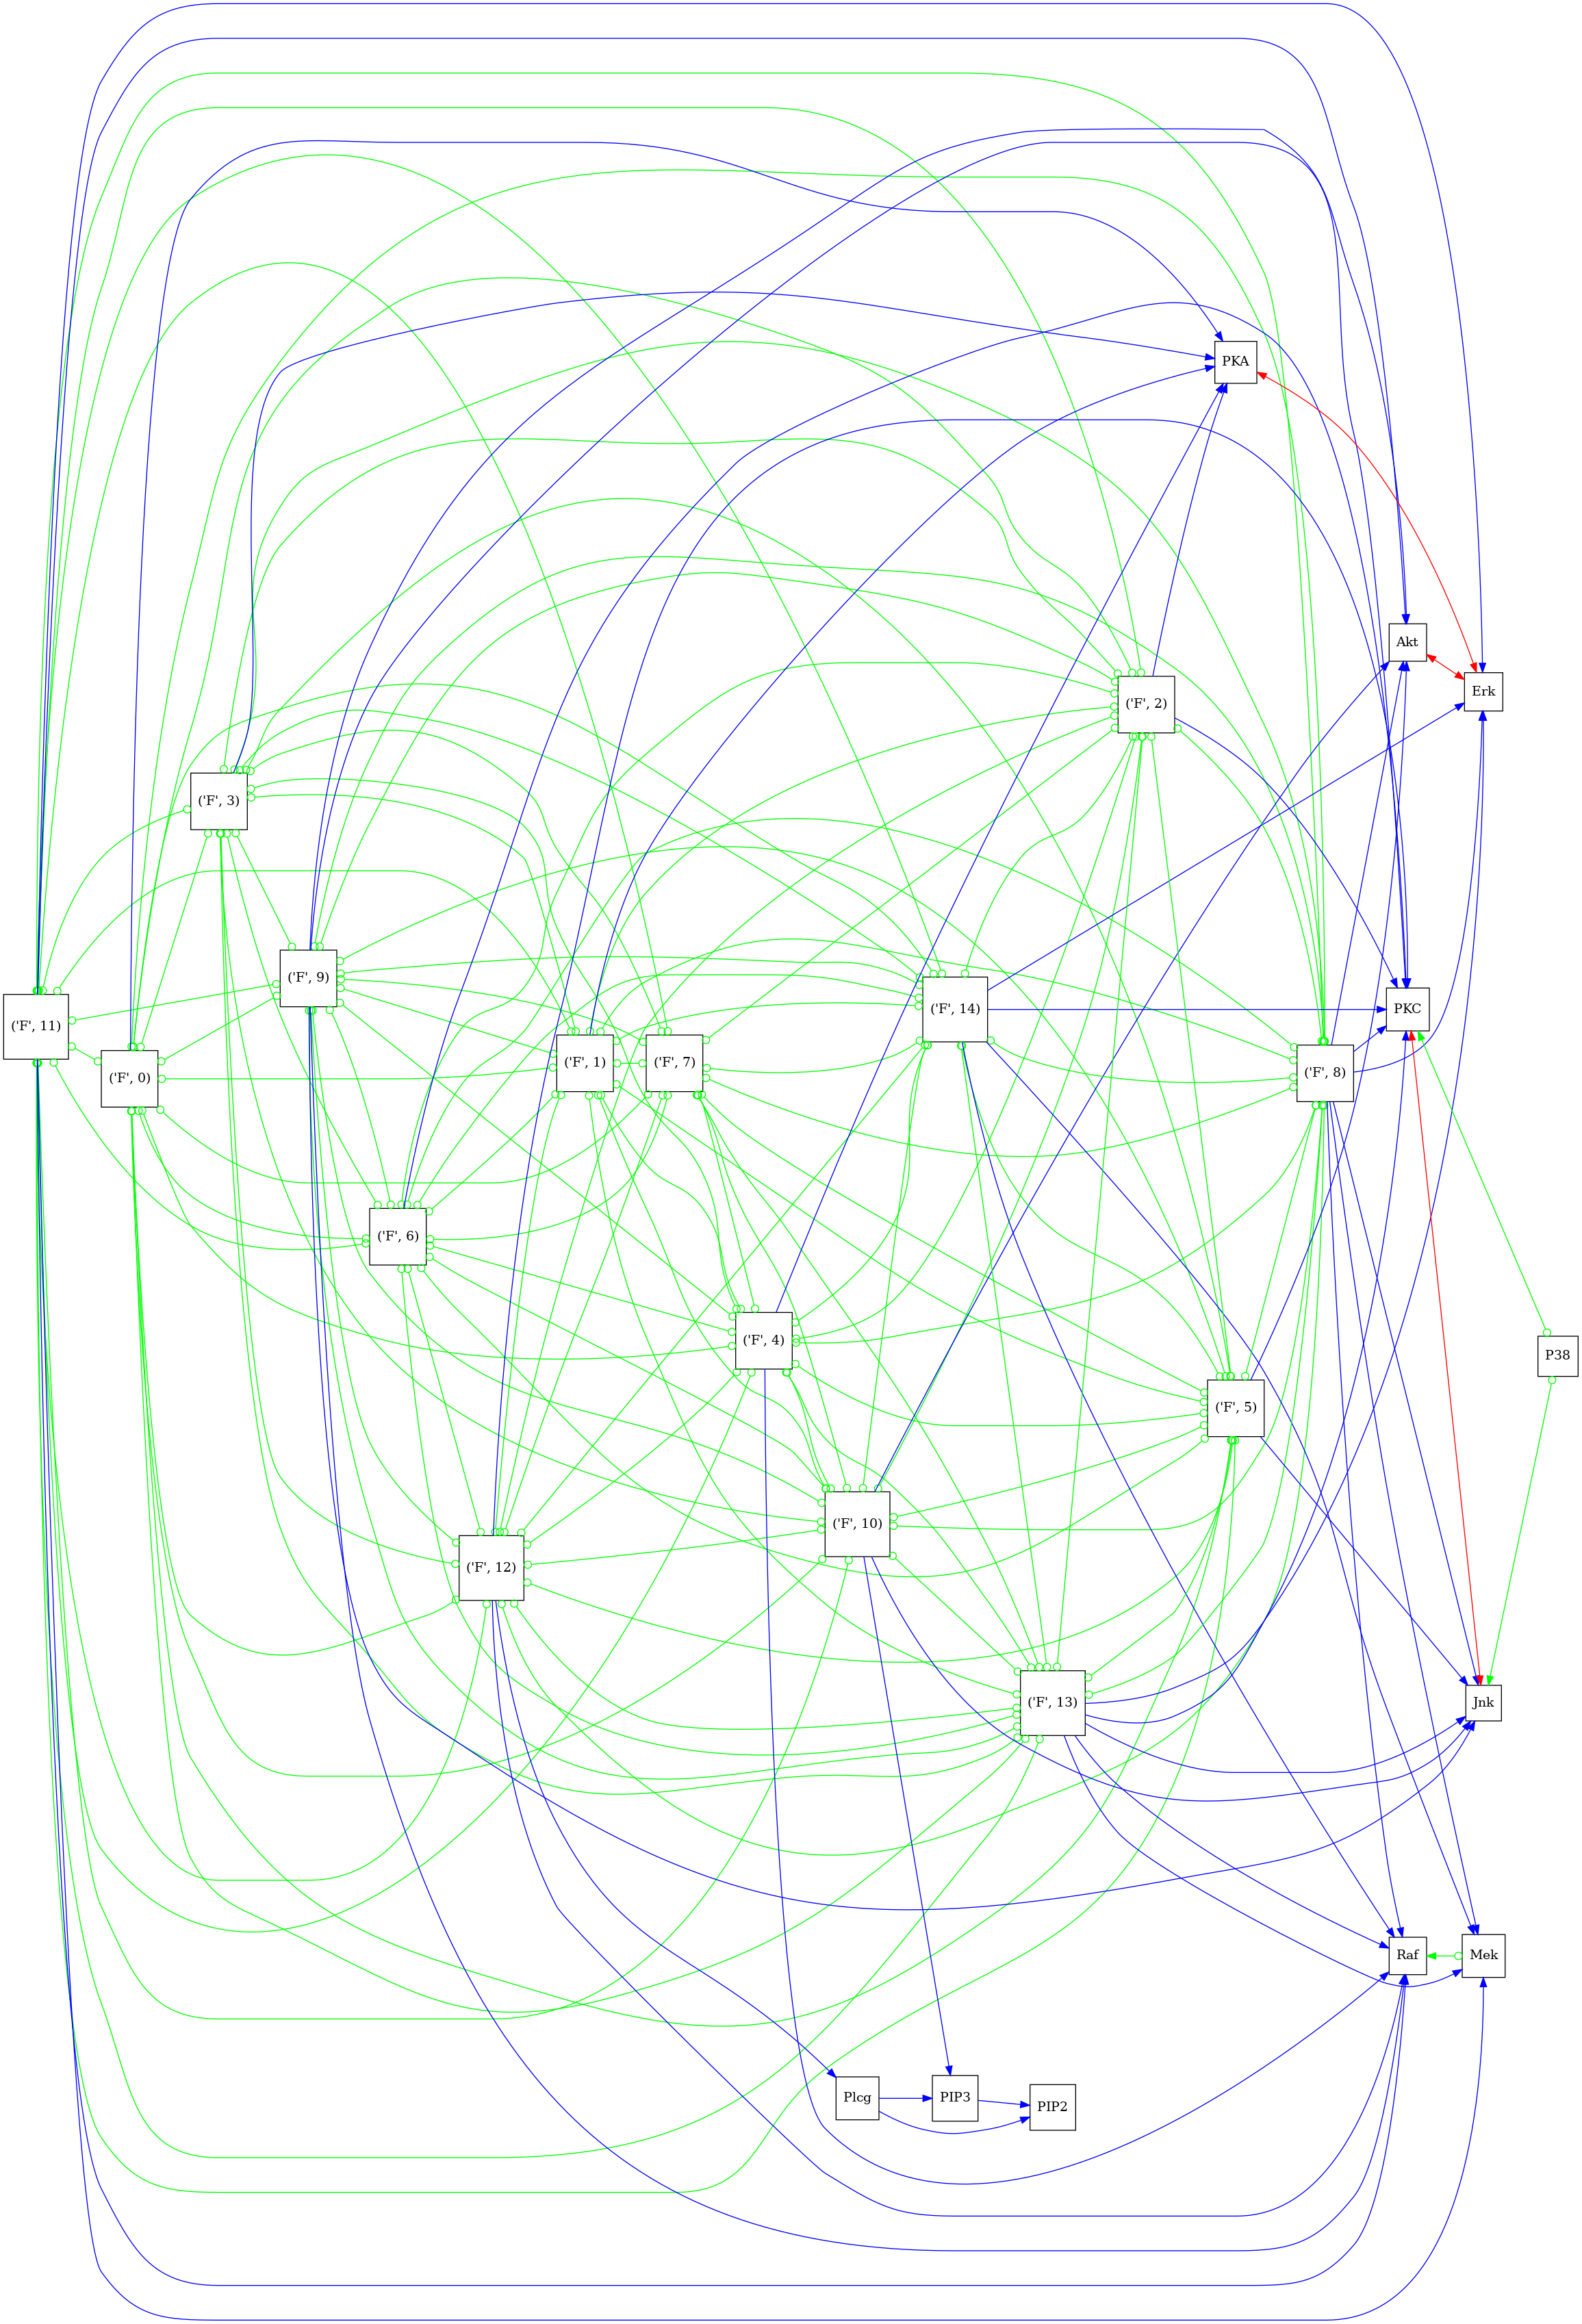 PKA
Akt
Erk
('F', 2)
('F', 3)
('F', 9)
('F', 14)
PKC
('F', 11)
('F', 1)
('F', 7)
('F', 8)
('F', 0)
('F', 6)
('F', 4)
P38
('F', 5)
('F', 10)
('F', 12)
('F', 13)
Jnk
Raf
Mek
Plcg
PIP3
PIP2